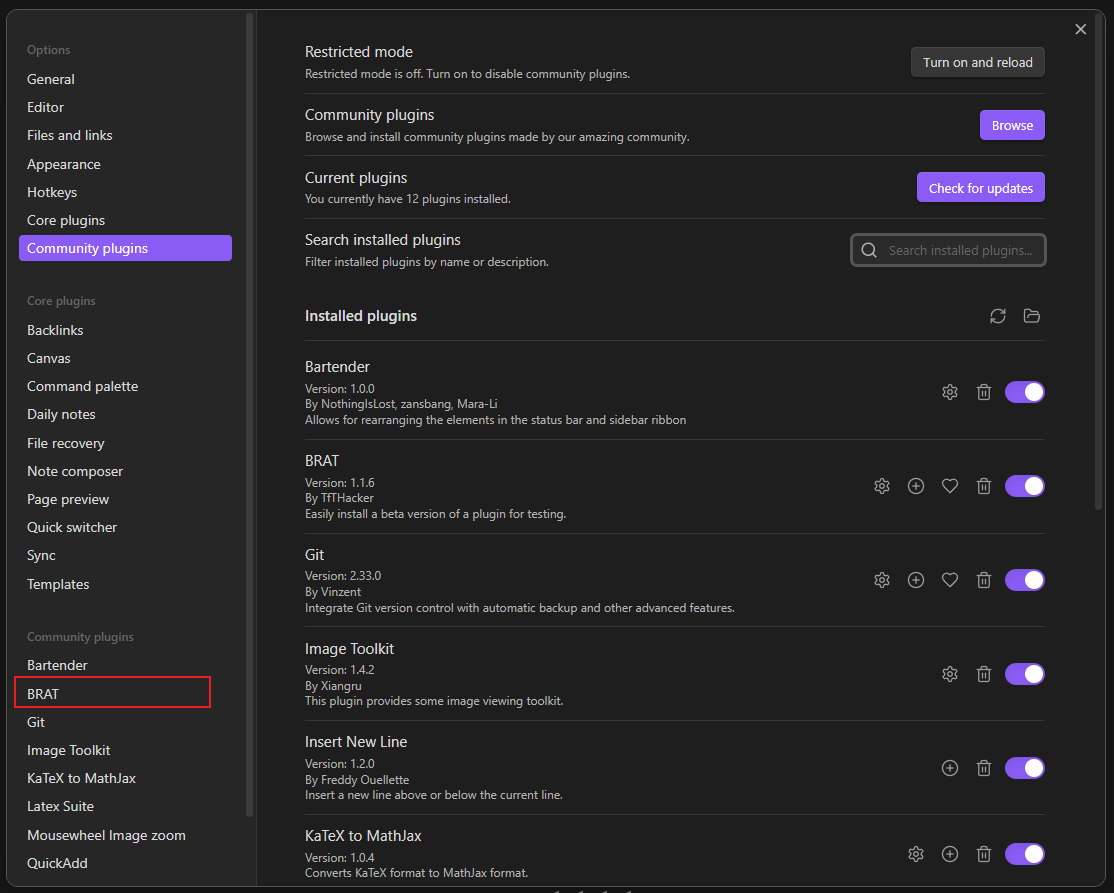 Options
General
Editor
Files and links
Appearance
Hotkeys
Core plugins
Community plugins
Core plugins
Backlinks
Canvas
Command palette
Daily notes
File recovery
Note composer
Page preview
Quick switcher
Sync
Templates
Community plugins
Bartender
BRAT
Git
Image Toolkit
KaTeX to MathJax
Latex Suite
Mousewheel Image zoom
QuickAdd
Restricted mode
Restricted mode is off. Turn on to disable community plugins.
Turn on and reload
Community plugins
Browse and install community plugins made by our amazing community.
Browse
Current plugins
You currently have 12 plugins installed.
Check for updates
Search installed plugins
Filter installed plugins by name or description.
Search installed plugins...
Installed plugins
Bartender
Version: 1.0.0
By NothingIsLost, zansbang, Mara-Li
Allows for rearranging the elements in the status bar and sidebar ribbon
BRAT
Version: 1.1.6
By TfTHacker
Easily install a beta version of a plugin for testing.
Git
Version: 2.33.0
By Vinzent
Integrate Git version control with automatic backup and other advanced features.
Image Toolkit
Version: 1.4.2
By Xiangru
This plugin provides some image viewing toolkit.
Insert New Line
Version: 1.2.0
By Freddy Ouellette
Insert a new line above or below the current line.
KaTeX to MathJax
Version: 1.0.4
Converts KaTeX format to MathJax format.